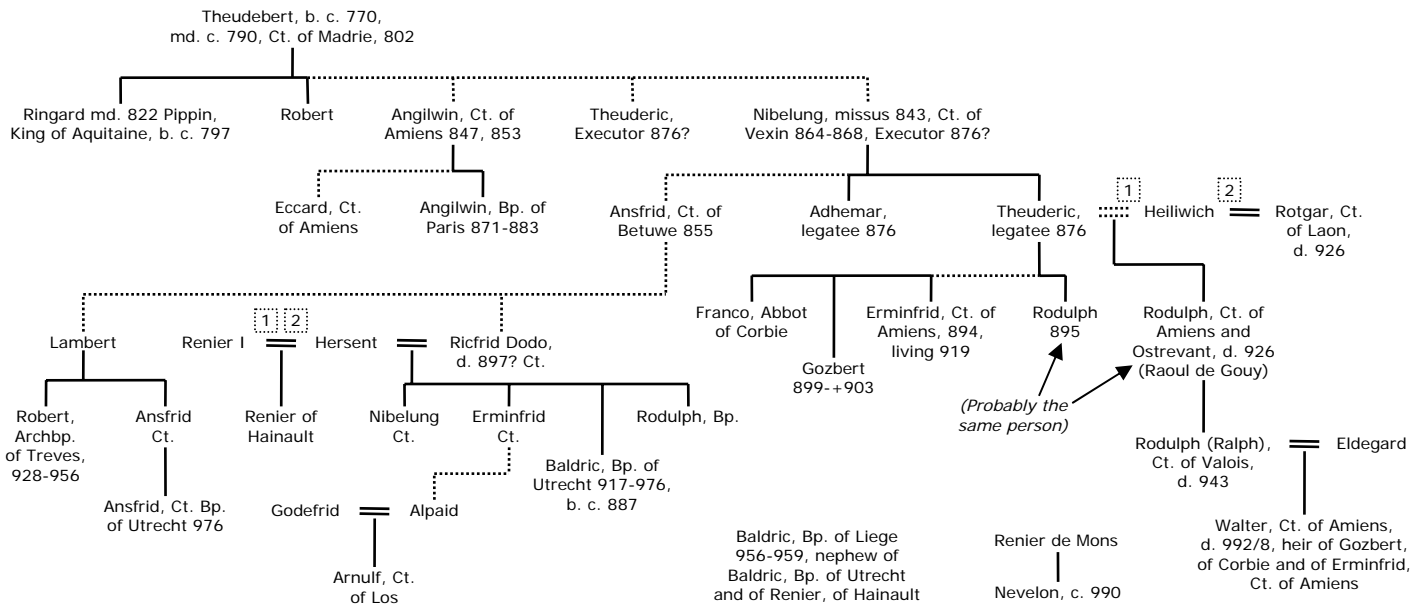 Theudebert, b. c. 770,
md. c. 790, Ct. of Madrie, 802
Ringard md. 822 Pippin,
King of Aquitaine, b. c. 797
Robert
Angilwin, Ct. of
Amiens 847, 853
Theuderic,
Executor 876?
Nibelung, missus 843, Ct. of
Vexin 864-868, Executor 876?
Eccard, Ct.
of Amiens
Angilwin, Bp. of
Paris 871-883
Ansfrid, Ct. of
Betuwe 855
Adhemar,
legatee 876
Theuderic,
legatee 876
1
Heiliwich
2
Rotgar, Ct.
of Laon,
d. 926
Franco, Abbot
of Corbie
Gozbert
899-+903
Erminfrid, Ct. of
Amiens, 894,
living 919
Rodulph
895
Rodulph, Ct. of
Amiens and
Ostrevant, d. 926
(Raoul de Gouy)
(Probably the
same person)
Lambert
Renier I
1 2
Hersent
Ricfrid Dodo,
d. 897? Ct.
Robert,
Archbp.
of Treves,
928-956
Ansfrid
Ct.
Renier of
Hainault
Nibelung
Ct.
Erminfrid
Ct.
Baldric, Bp. of
Utrecht 917-976,
b. c. 887
Rodulph, Bp.
Rodulph (Ralph),
Ct. of Valois,
d. 943
Eldegard
Ansfrid, Ct. Bp.
of Utrecht 976
Godefrid
Alpaid
Arnulf, Ct.
of Los
Baldric, Bp. of Liege
956-959, nephew of
Baldric, Bp. of Utrecht
and of Renier, of Hainault
Renier de Mons
Nevelon, c. 990
Walter, Ct. of Amiens,
d. 992/8, heir of Gozbert,
of Corbie and of Erminfrid,
Ct. of Amiens